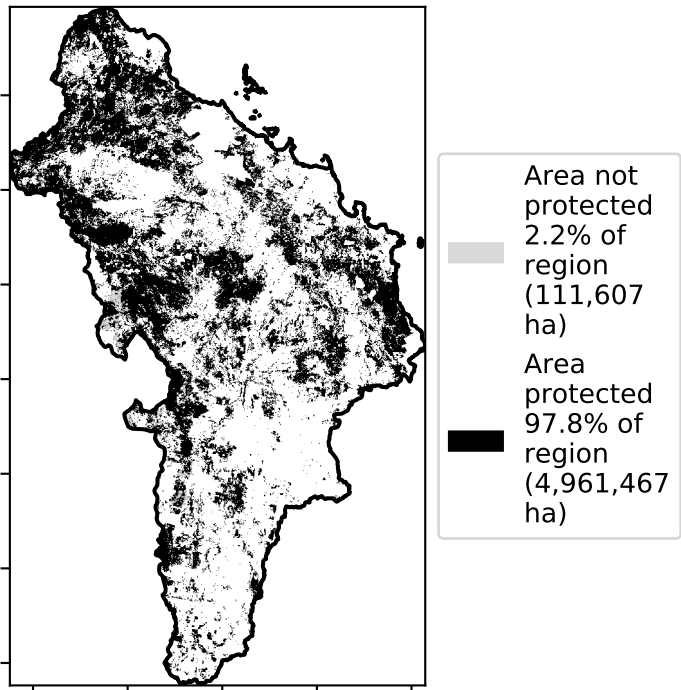 Area not
protected
2.2% of
region
(111,607
ha)
Area
protected
97.8% of
region
(4,961,467
ha)